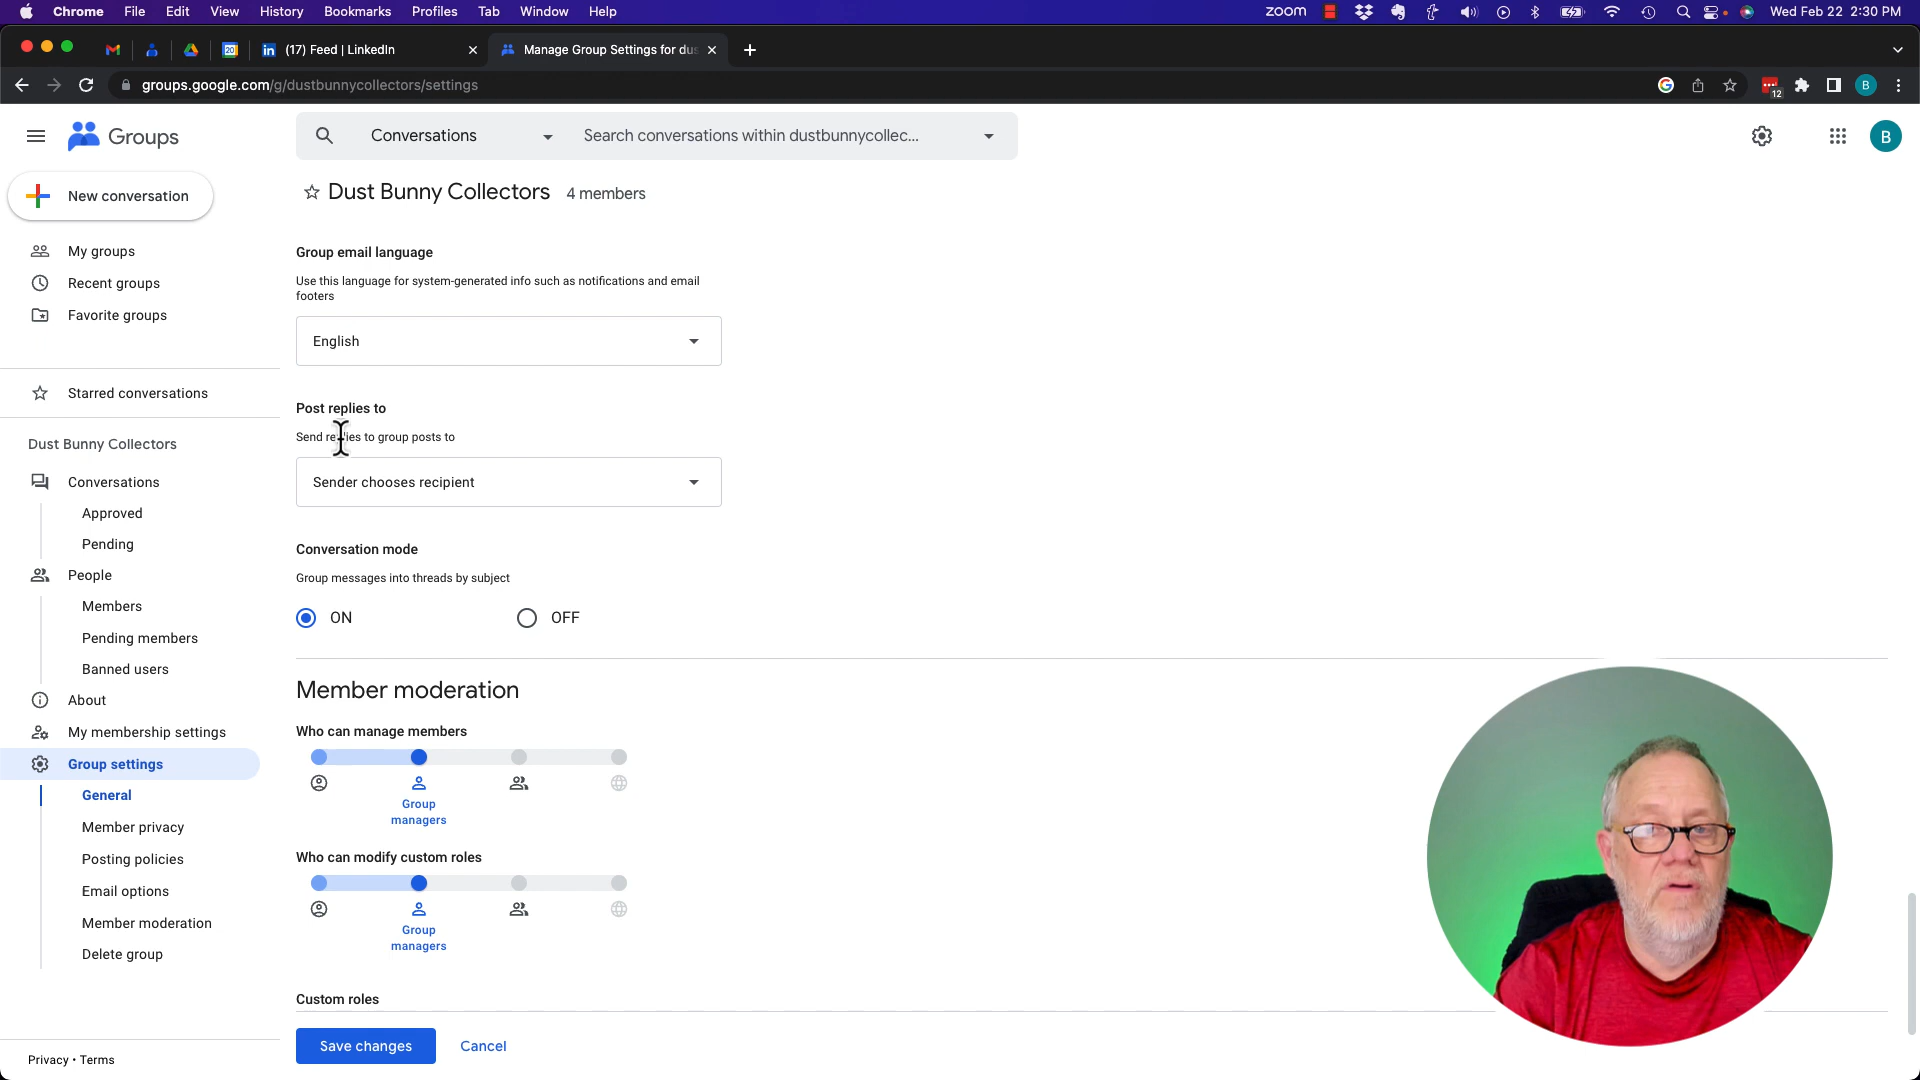 Chrome File Edit View History Bookmarks Profiles Tab Window Help zoom Wed Feb 22 2:30 PM
20 in (17) Feed | LinkedIn Manage Group Settings for dus
groups.google.com/g/dustbunnycollectors/settings 12 B
Groups Conversations Search conversations within dustbunnycollec... B
New conversation
My groups
Recent groups
Favorite groups
Starred conversations
Dust Bunny Collectors
Conversations
Approved
Pending
People
Members
Pending members
Banned users
About
My membership settings
Group settings
General
Member privacy
Posting policies
Email options
Member moderation
Delete group
Privacy • Terms
Dust Bunny Collectors 4 members
Group email language
Use this language for system-generated info such as notifications and email
footers
English
Post replies to
Send replies to group posts to
Sender chooses recipient
Conversation mode
Group messages into threads by subject
ON OFF
Member moderation
Who can manage members
Group
managers
Who can modify custom roles
Group
managers
Custom roles
Save changes Cancel